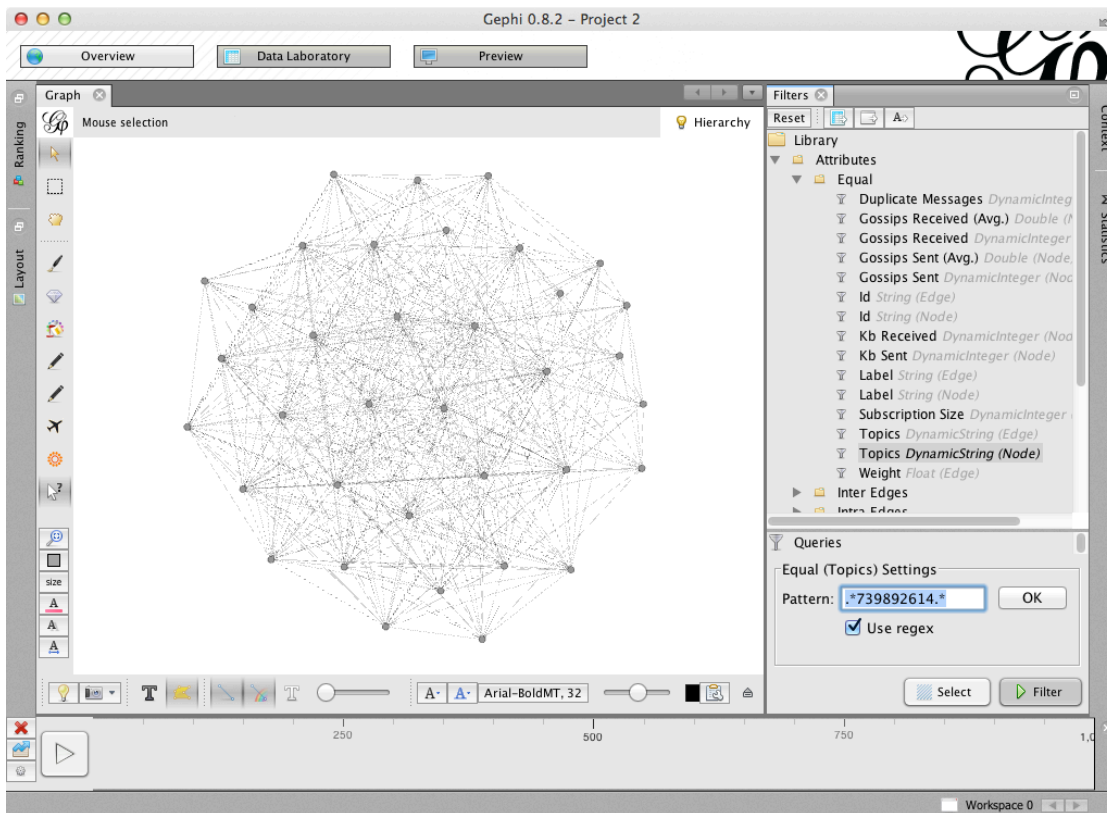 Gephi 0.8.2 – Project 2
Overview
Data Laboratory
Preview
Graph
Filters
Mouse selection
Hierarchy
Reset
Ranking
Layout
Context
Statistics
Library
Attributes
Equal
Duplicate Messages DynamicInteg
Gossips Received (Avg.) Double (N
Gossips Received DynamicInteger
Gossips Sent (Avg.) Double (Node,
Gossips Sent DynamicInteger (Nod
Id String (Edge)
Id String (Node)
Kb Received DynamicInteger (Nod
Kb Sent DynamicInteger (Node)
Label String (Edge)
Label String (Node)
Subscription Size DynamicInteger (
Topics DynamicString (Edge)
Topics DynamicString (Node)
Weight Float (Edge)
Inter Edges
Intra Edges
Queries
Equal (Topics) Settings
Pattern: .*739892614.* OK
Use regex
Select
Filter
size
Arial-BoldMT, 32
250
500
750
1,0
Workspace 0